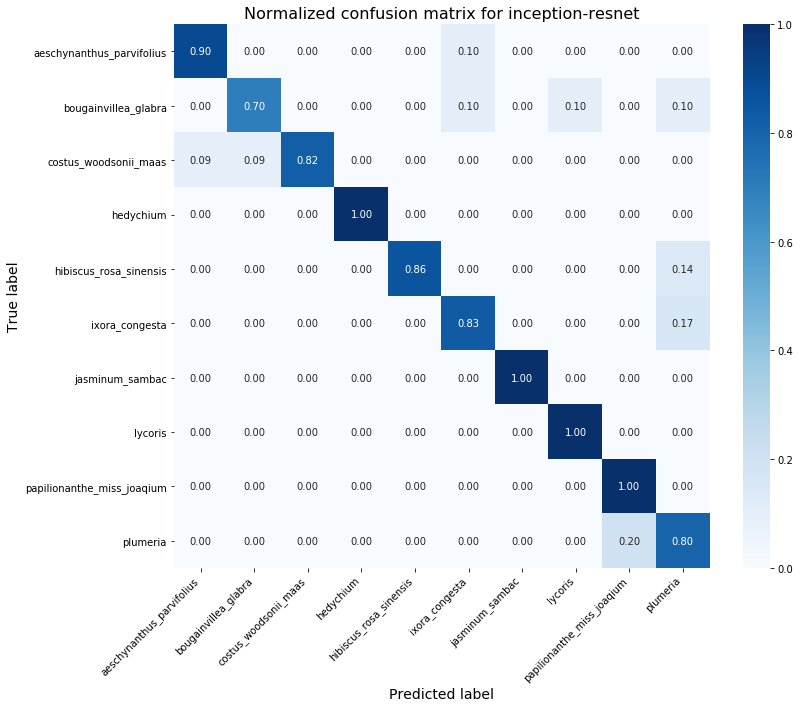 Normalized confusion matrix for inception-resnet
True label
aeschynanthus_parvifolius 0.90 0.00 0.00 0.00 0.00 0.10 0.00 0.00 0.00 0.00
bougainvillea_glabra 0.00 0.70 0.00 0.00 0.00 0.10 0.00 0.10 0.00 0.10
costus_woodsonii_maas 0.09 0.09 0.82 0.00 0.00 0.00 0.00 0.00 0.00 0.00
hedychium 0.00 0.00 0.00 1.00 0.00 0.00 0.00 0.00 0.00 0.00
hibiscus_rosa_sinensis 0.00 0.00 0.00 0.00 0.86 0.00 0.00 0.00 0.00 0.14
ixora_congesta 0.00 0.00 0.00 0.00 0.00 0.83 0.00 0.00 0.00 0.17
jasminum_sambac 0.00 0.00 0.00 0.00 0.00 0.00 1.00 0.00 0.00 0.00
lycoris 0.00 0.00 0.00 0.00 0.00 0.00 0.00 1.00 0.00 0.00
papilionanthe_miss_joaqium 0.00 0.00 0.00 0.00 0.00 0.00 0.00 0.00 1.00 0.00
plumeria 0.00 0.00 0.00 0.00 0.00 0.00 0.00 0.00 0.20 0.80
aeschynanthus_parvifolius
bougainvillea_glabra
costus_woodsonii_maas
hedychium
hibiscus_rosa_sinensis
ixora_congesta
jasminum_sambac
lycoris
papilionanthe_miss_joaqium
plumeria
Predicted label
1.0
0.8
0.6
0.4
0.2
0.0